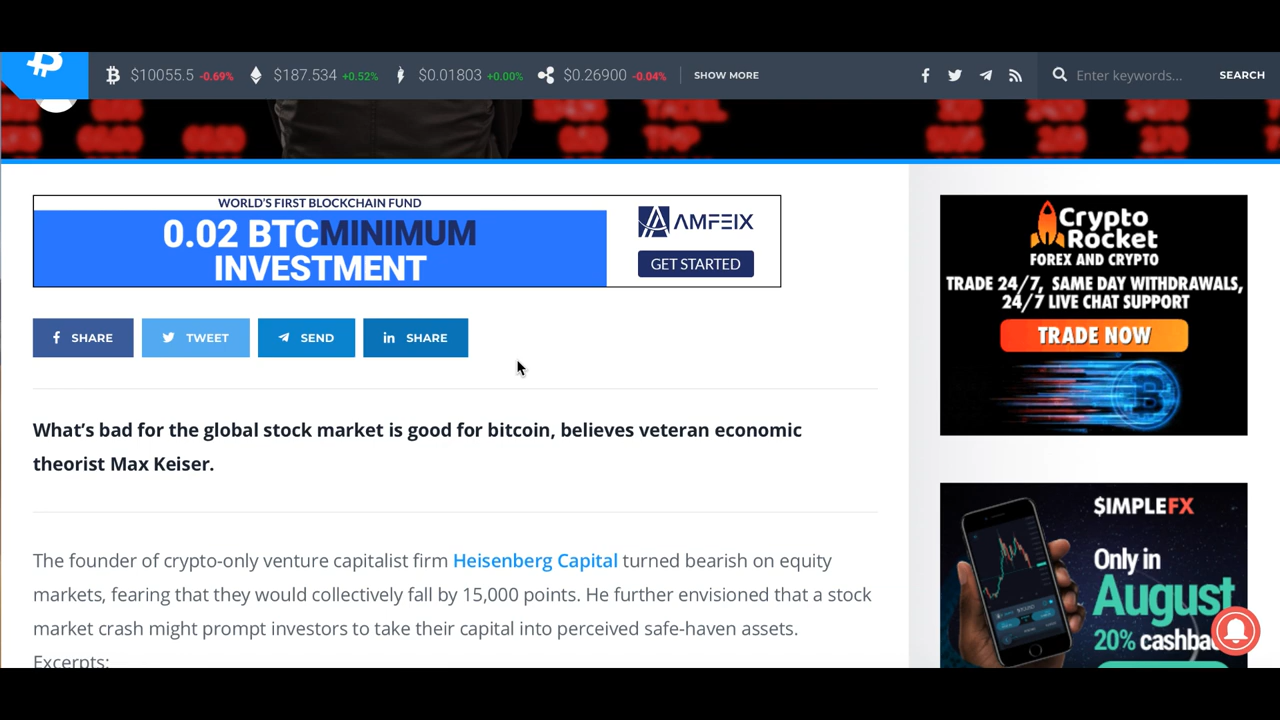 $10055.5 -0.69% $187.534 +0.52% $0.01803 +0.00% $0.26900 -0.04% SHOW MORE Enter keywords... SEARCH
TMP
WORLD'S FIRST BLOCKCHAIN FUND
0.02 BTCMINIMUM
INVESTMENT
AMFEIX
GET STARTED
Crypto
Rocket
FOREX AND CRYPTO
TRADE 24/7, SAME DAY WITHDRAWALS,
24/7 LIVE CHAT SUPPORT
TRADE NOW
SHARE TWEET SEND SHARE
What's bad for the global stock market is good for bitcoin, believes veteran economic
theorist Max Keiser.
The founder of crypto-only venture capitalist firm Heisenberg Capital turned bearish on equity
markets, fearing that they would collectively fall by 15,000 points. He further envisioned that a stock
market crash might prompt investors to take their capital into perceived safe-haven assets.
Excerpts:
$IMPLEFX
Only in
August
20%